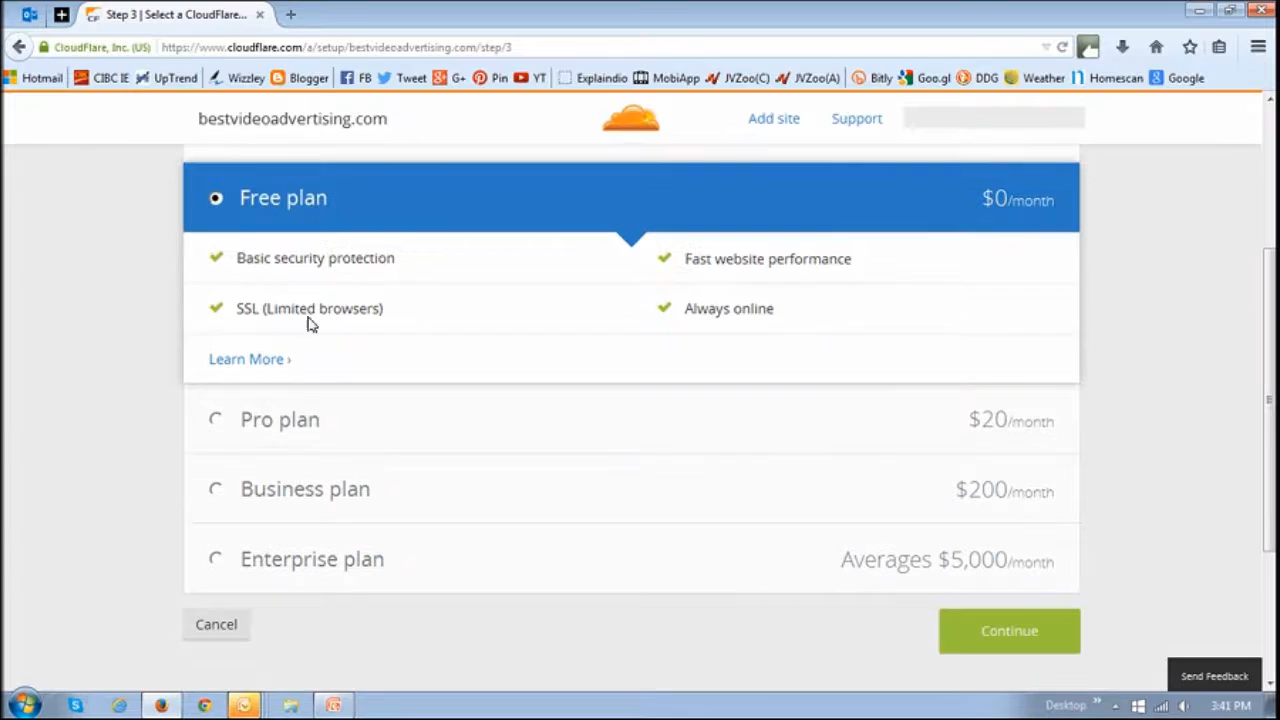 Step 3 | Select a CloudFlare...
CloudFlare, Inc. (US) https://www.cloudflare.com/a/setup/bestvideoadvertising.com/step/3
Hotmail CIBC IE UpTrend Wizzley Blogger FB Tweet G+ Pin YT Explaindio MobiApp JVZoo(C) JVZoo(A) Bitly Goo.gl DDG Weather Homescan Google
bestvideoadvertising.com Add site Support
Free plan $0/month
Basic security protection Fast website performance
SSL (Limited browsers) Always online
Learn More ›
Pro plan $20/month
Business plan $200/month
Enterprise plan Averages $5,000/month
Cancel Continue
Send Feedback
Desktop 3:41 PM